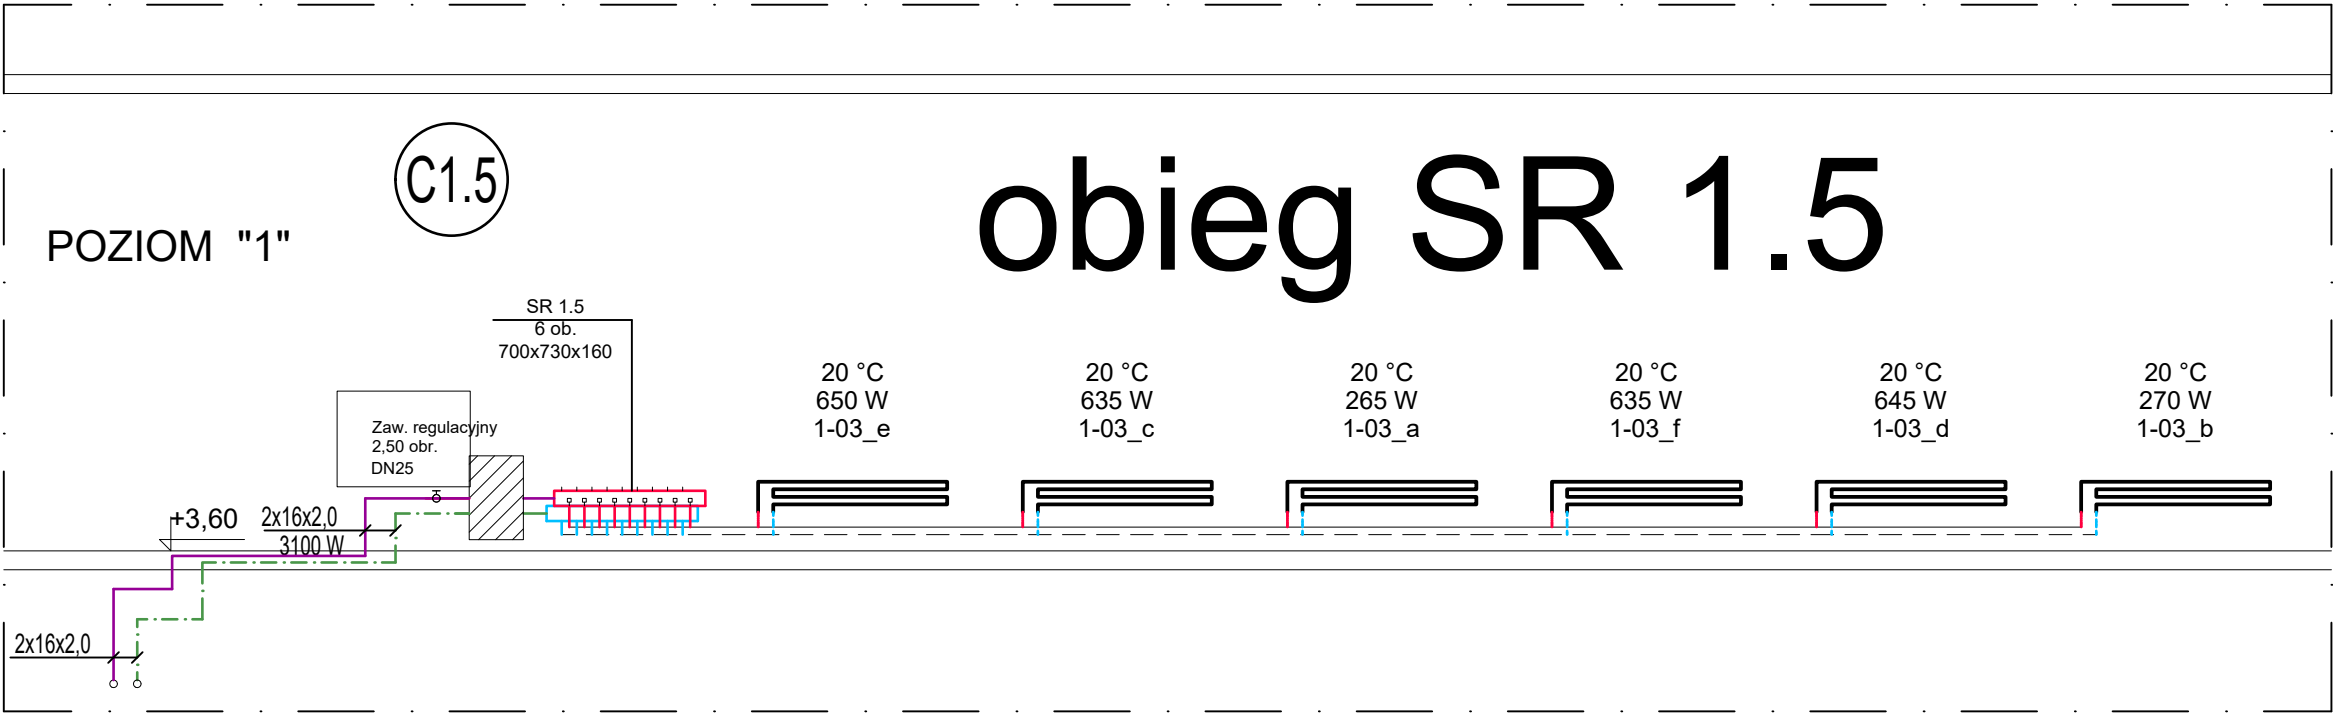 C1.5
obieg SR 1.5
POZIOM "1"
SR 1.5
6 ob.
700x730x160
20 °C
650 W
1-03_e
20 °C
635 W
1-03_c
20 °C
265 W
1-03_a
20 °C
635 W
1-03_f
20 °C
645 W
1-03_d
20 °C
270 W
1-03_b
Zaw. regulacyjny
2,50 obr.
DN25
+3,60
2x16x2,0
3100 W
2x16x2,0